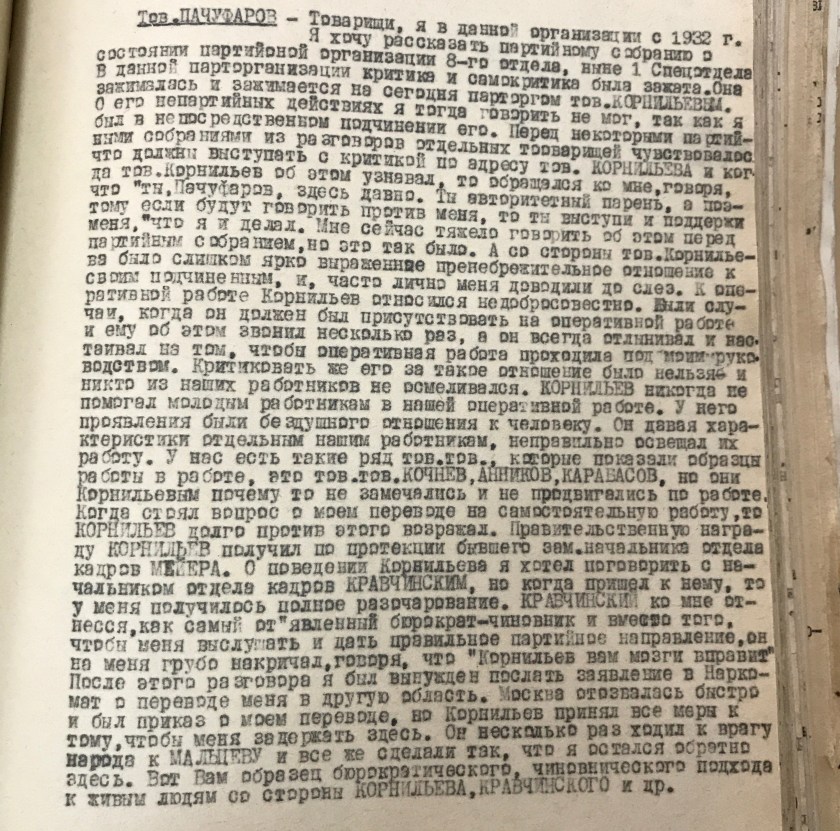 Тов.ПАЧУФАРОВ – Товарищи, я в данной организации с 1932 г.
Я хочу рассказать партийному собранию о
состоянии партийной организации 8-го отдела, ныне 1 Спецотдела
В данной парторганизации критика и самокритика была зажата.Она
зажималась и зажимается на сегодня парторгом тов.КОРНИЛЬЕВЫМ.
О его непартийных действиях я тогда говорить не мог, так как я
был в непосредственном подчинении его. Перед некоторыми партий-
ными собраниями из разговоров отдельных тороварищей чувствовалос
что должны выступать с критикой по адресу тов. КОРНИЛЬЕВА и ког-
да тов.Корнильев об этом узнавал, то обращался ко мне,говоря,
что "ты,Пачуфаров, здесь давно. Ты авторитетный парень, а поэ-
тому если будут говорить против меня, то ты выступи и поддержи
меня,"что я и делал. Мне сейчас тяжело говорить об этом перед
партийным собранием,но это так было. А со стороны тов.Корнилье-
ва было слишком ярко выраженное пренебрежительное отношение к
своим подчиненным, и, часто лично меня доводили до слез. К опе-
ративной работе Корнильев относился недобросовестно. Были слу-
чаи, когда он должен был присутствовать на оперативной работе
и ему об этом звонил несколько раз, а он всегда отлынивал и нас-
таивал на том, чтобы оперативная работа проходила под моим руко-
водством. Критиковать же его за такое отношение было нельзя и
никто из наших работников не осмеливался. КОРНИЛЬЕВ никогда не
помогал молодым работникам в нашей оперативной работе. У него
проявления были бездушного отношения к человеку. Он давая хара-
ктеристики отдельным нашим работникам, неправильно освещал их
работу. У нас есть такие ряд тов.тов., которые показали образцы
работы в работе, это тов.тов.КОЧНЕВ,АННИКОВ,КАРАБАСОВ, но они
Корнильевым почему то не замечались и не продвигались по работе.
Когда стоял вопрос о моем переводе на самостоятельную работу,то
КОРНИЛЬЕВ долго против этого возражал. Правительственную награ-
ду КОРНИЛЬЕВ получил по протекции бывшего зам.начальника отдела
кадров МЕЙЕРА. О поведении Корнильева я хотел поговорить с на-
чальником отдела кадров КРАВЧИНСКИМ, но когда пришел к нему, то
у меня получилось полное разочарование. КРАВЧИНСКИЙ ко мне от-
несся,как самый от"явленный бюрократ-чиновник и вместо того,
чтобы меня выслушать и дать правильное партийное направление,он
на меня грубо накричал,говоря, что "Корнильев вам мозги вправит"
После этого разговора я был вынужден послать заявление в Нарко-
мат о переводе меня в другую область. Москва отозвалась быстро
и был приказ о моем переводе, но Корнильев принял все меры к
тому,чтобы меня задержать здесь. Он несколько раз ходил к врагу
народа к МАЛЬЦЕВУ и все же сделали так, что я остался обратно
здесь. Вот Вам образец бюрократического, чиновнического подхода
к живым людям со стороны КОРНИЛЬЕВА,КРАВЧИНСКОГО и др.